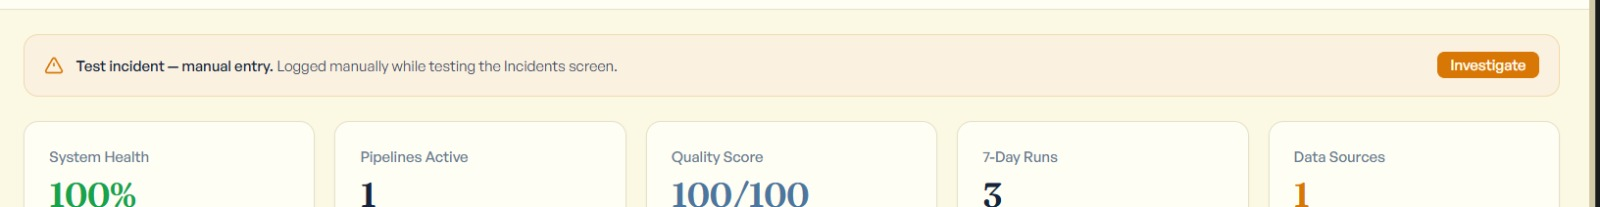 Test incident — manual entry. Logged manually while testing the Incidents screen.
Investigate
System Health
100%
Pipelines Active
1
Quality Score
100/100
7-Day Runs
3
Data Sources
1